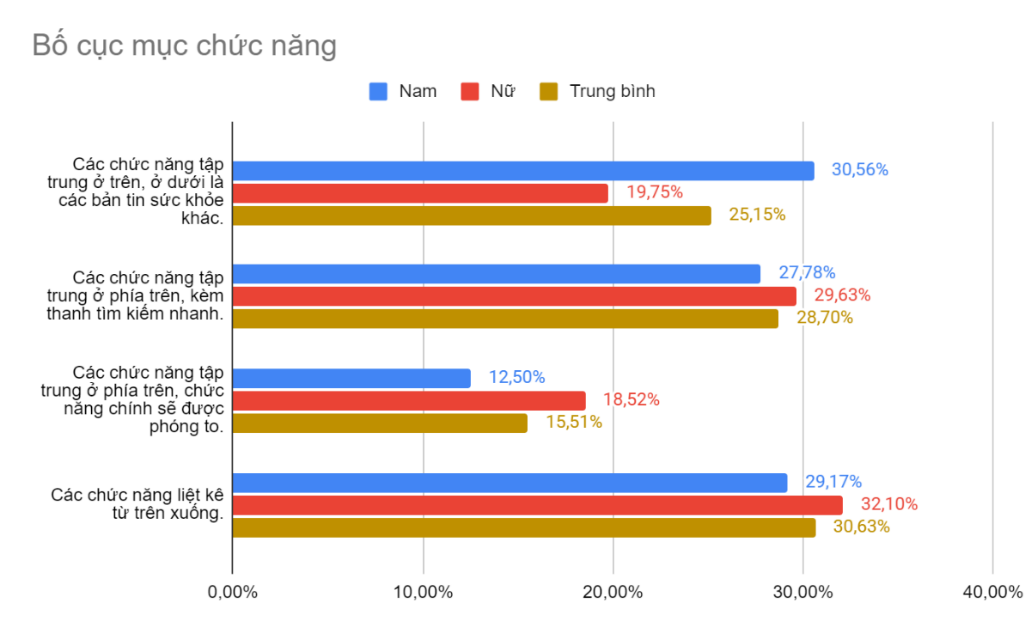 Bố cục mục chức năng
Nam
Nữ
Trung bình
Các chức năng tập
trung ở trên, ở dưới là
các bản tin sức khỏe
khác.
30,56%
19,75%
25,15%
Các chức năng tập
trung ở phía trên, kèm
thanh tìm kiếm nhanh.
27,78%
29,63%
28,70%
Các chức năng tập
trung ở phía trên, chức
năng chính sẽ được
phóng to.
12,50%
18,52%
15,51%
Các chức năng liệt kê
từ trên xuống.
29,17%
32,10%
30,63%
0,00%
10,00%
20,00%
30,00%
40,00%